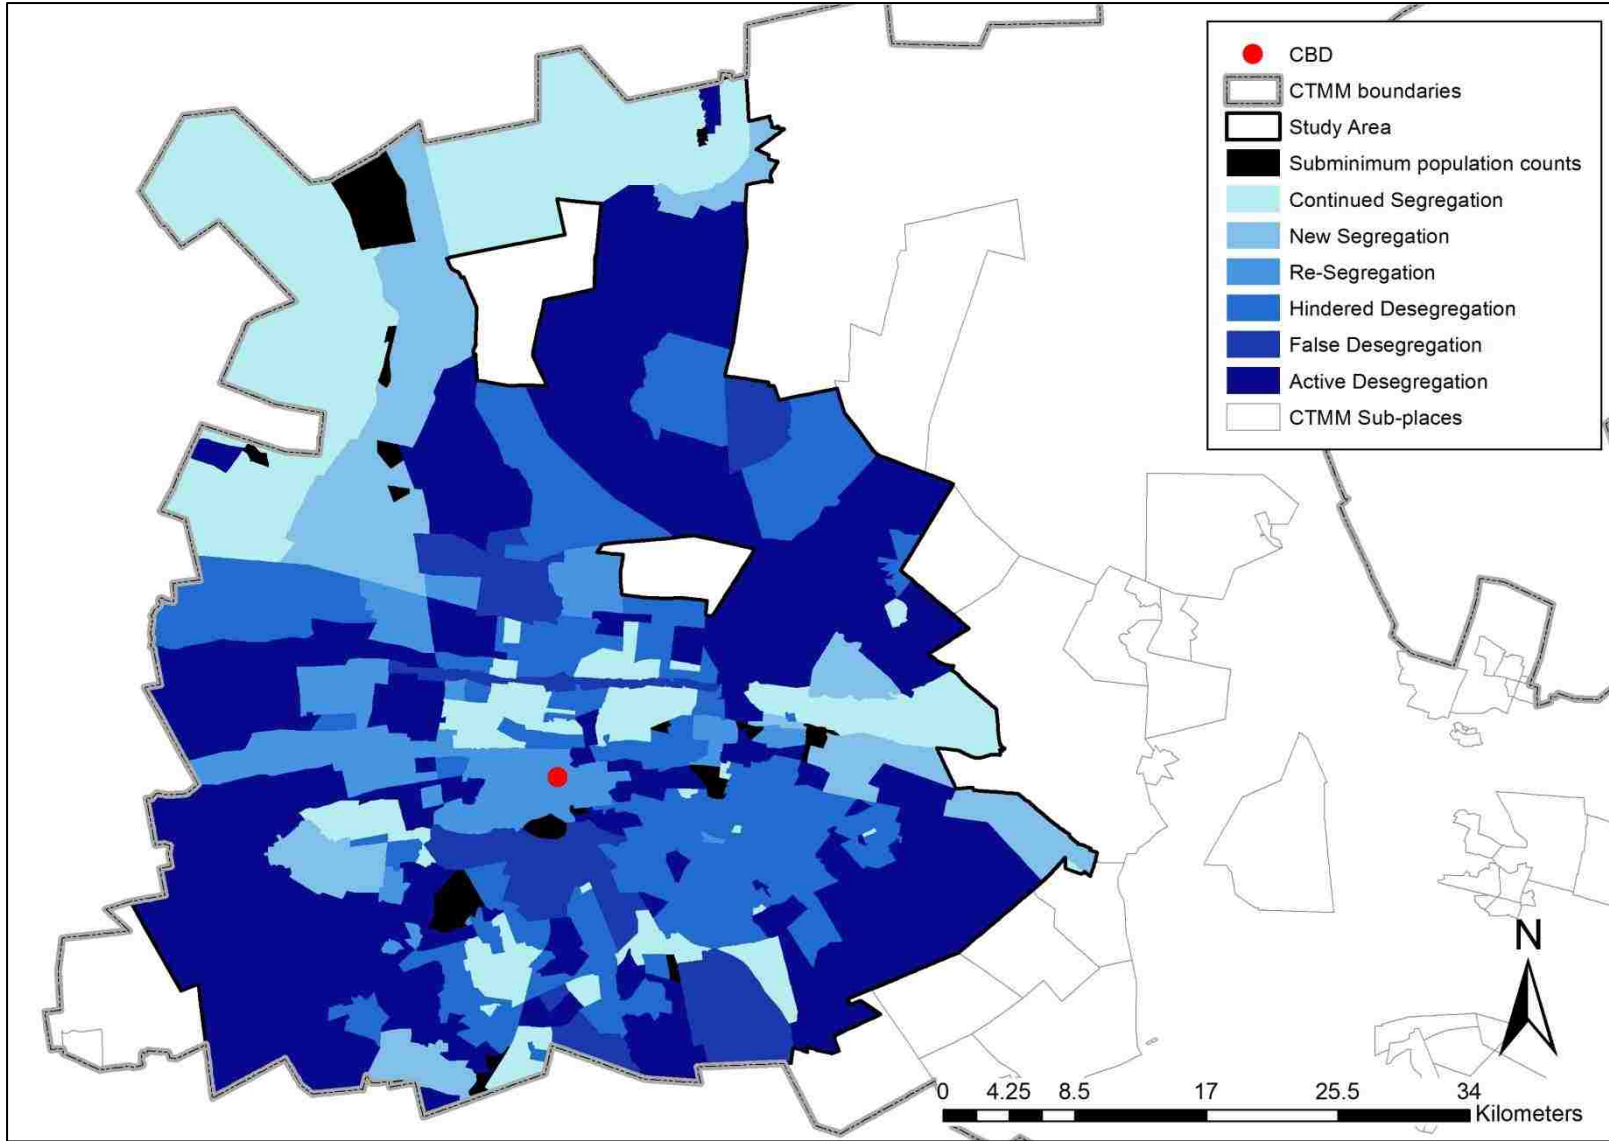 CBD
CTMM boundaries
Study Area
Subminimum population counts
Continued Segregation
New Segregation
Re-Segregation
Hindered Desegregation
False Desegregation
Active Desegregation
CTMM Sub-places
N
0 4.25 8.5 17 25.5 34
Kilometers